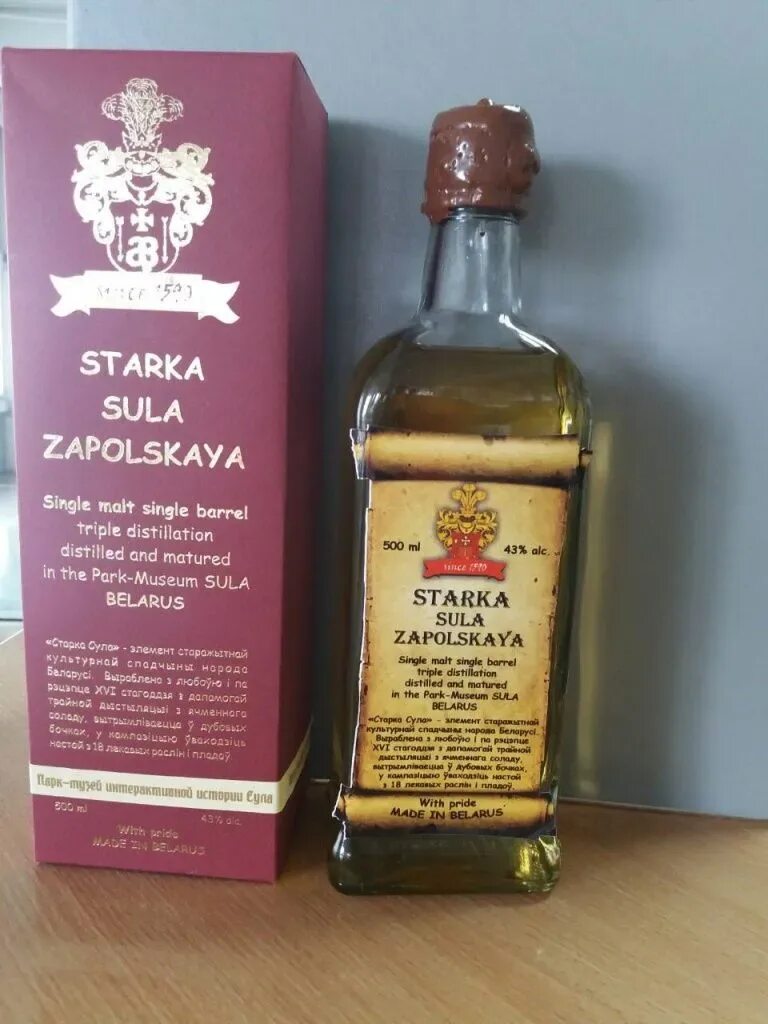 since 1590
STARKA
SULA
ZAPOLSKAYA
Single malt single barrel
triple distillation
distilled and matured
in the Park-Museum SULA
BELARUS
«Старка Сула» - элемент старажытнай
культурнай спадчыны народа
Беларусі. Выраблена з любоўю і па
рэцэпце XVI стагоддзя з дапамогай
трайной дыстыляцыі з ячменнага
соладу, вытрымліваецца ў дубовых
бочках, у кампазіцыю ўваходзіць
настой з 18 лекавых раслін і пладоў.
Парк-музей интерактивной истории Сула
500 ml 43% alc.
With pride
MADE IN BELARUS
500 ml 43% alc.
since 1590
STARKA
SULA
ZAPOLSKAYA
Single malt single barrel
triple distillation
distilled and matured
in the Park-Museum SULA
BELARUS
«Старка Сула» - элемент старажытнай
культурнай спадчыны народа Беларусі.
Выраблена з любоўю і па рэцэпце
XVI стагоддзя з дапамогай трайной
дыстыляцыі з ячменнага соладу,
вытрымліваецца ў дубовых бочках,
у кампазіцыю ўваходзіць настой
з 18 лекавых раслін і пладоў.
With pride
MADE IN BELARUS